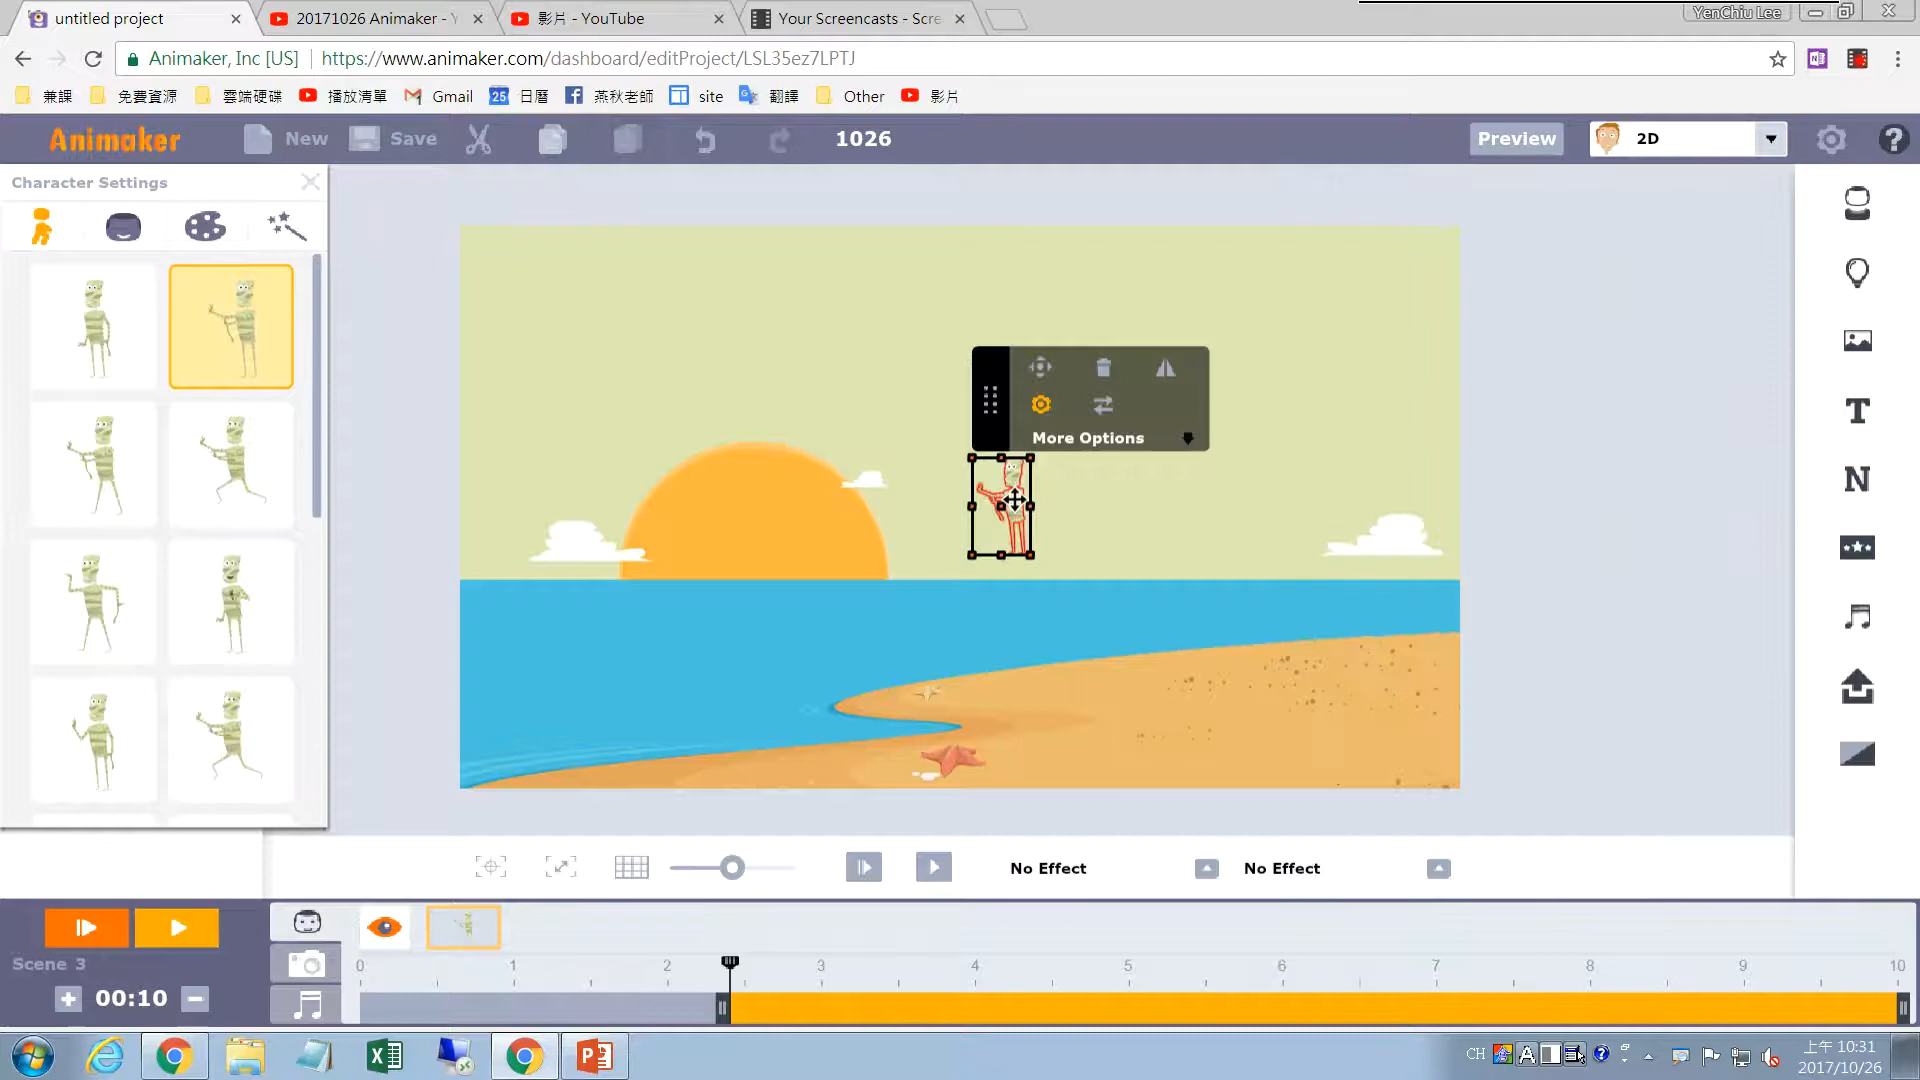 untitled project
20171026 Animaker - Y
影片 - YouTube
Your Screencasts - Scre
YenChiu Lee
Animaker, Inc [US]
https://www.animaker.com/dashboard/editProject/LSL35ez7LPTJ
兼課
免費資源
雲端硬碟
播放清單
Gmail
25
日曆
燕秋老師
site
翻譯
Other
影片
Animaker
New
Save
1026
Preview
2D
?
Character Settings
More Options
T
N
No Effect
No Effect
Scene 3
00:10
0 1 2 3 4 5 6 7 8 9 10
CH
A
上午 10:31
2017/10/26